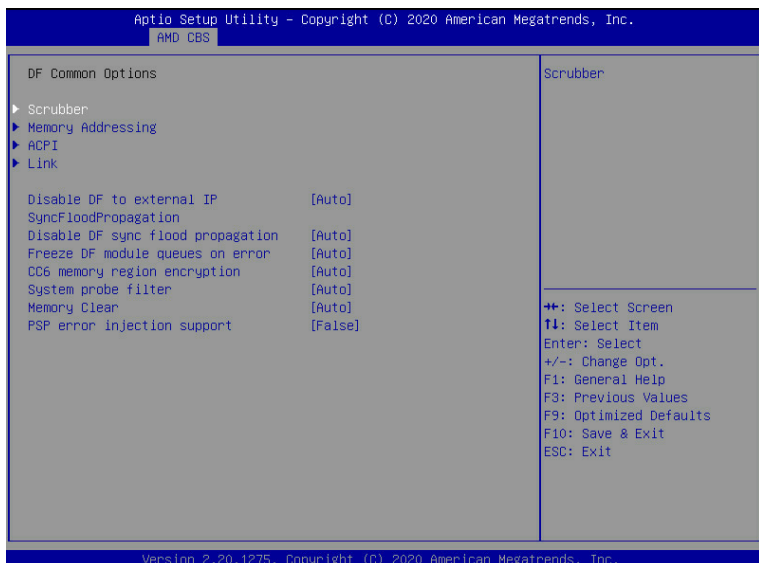 Aptio Setup Utility – Copyright (C) 2020 American Megatrends, Inc.
AMD CBS
DF Common Options
Scrubber
Memory Addressing
ACPI
Link
Disable DF to external IP [Auto]
SyncFloodPropagation
Disable DF sync flood propagation [Auto]
Freeze DF module queues on error [Auto]
CC6 memory region encryption [Auto]
System probe filter [Auto]
Memory Clear [Auto]
PSP error injection support [False]
Scrubber
→←: Select Screen
↑↓: Select Item
Enter: Select
+/-: Change Opt.
F1: General Help
F3: Previous Values
F9: Optimized Defaults
F10: Save & Exit
ESC: Exit
Version 2.20.1275. Copyright (C) 2020 American Megatrends, Inc.